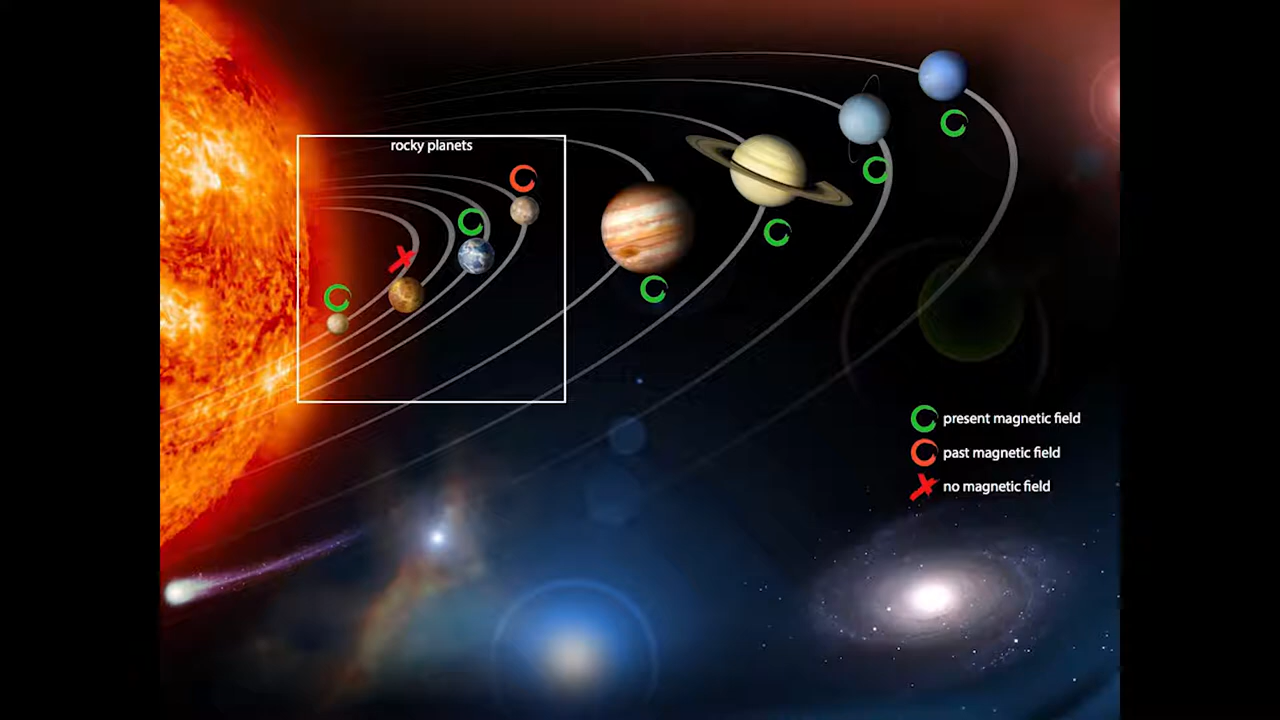 rocky planets
present magnetic field
past magnetic field
no magnetic field